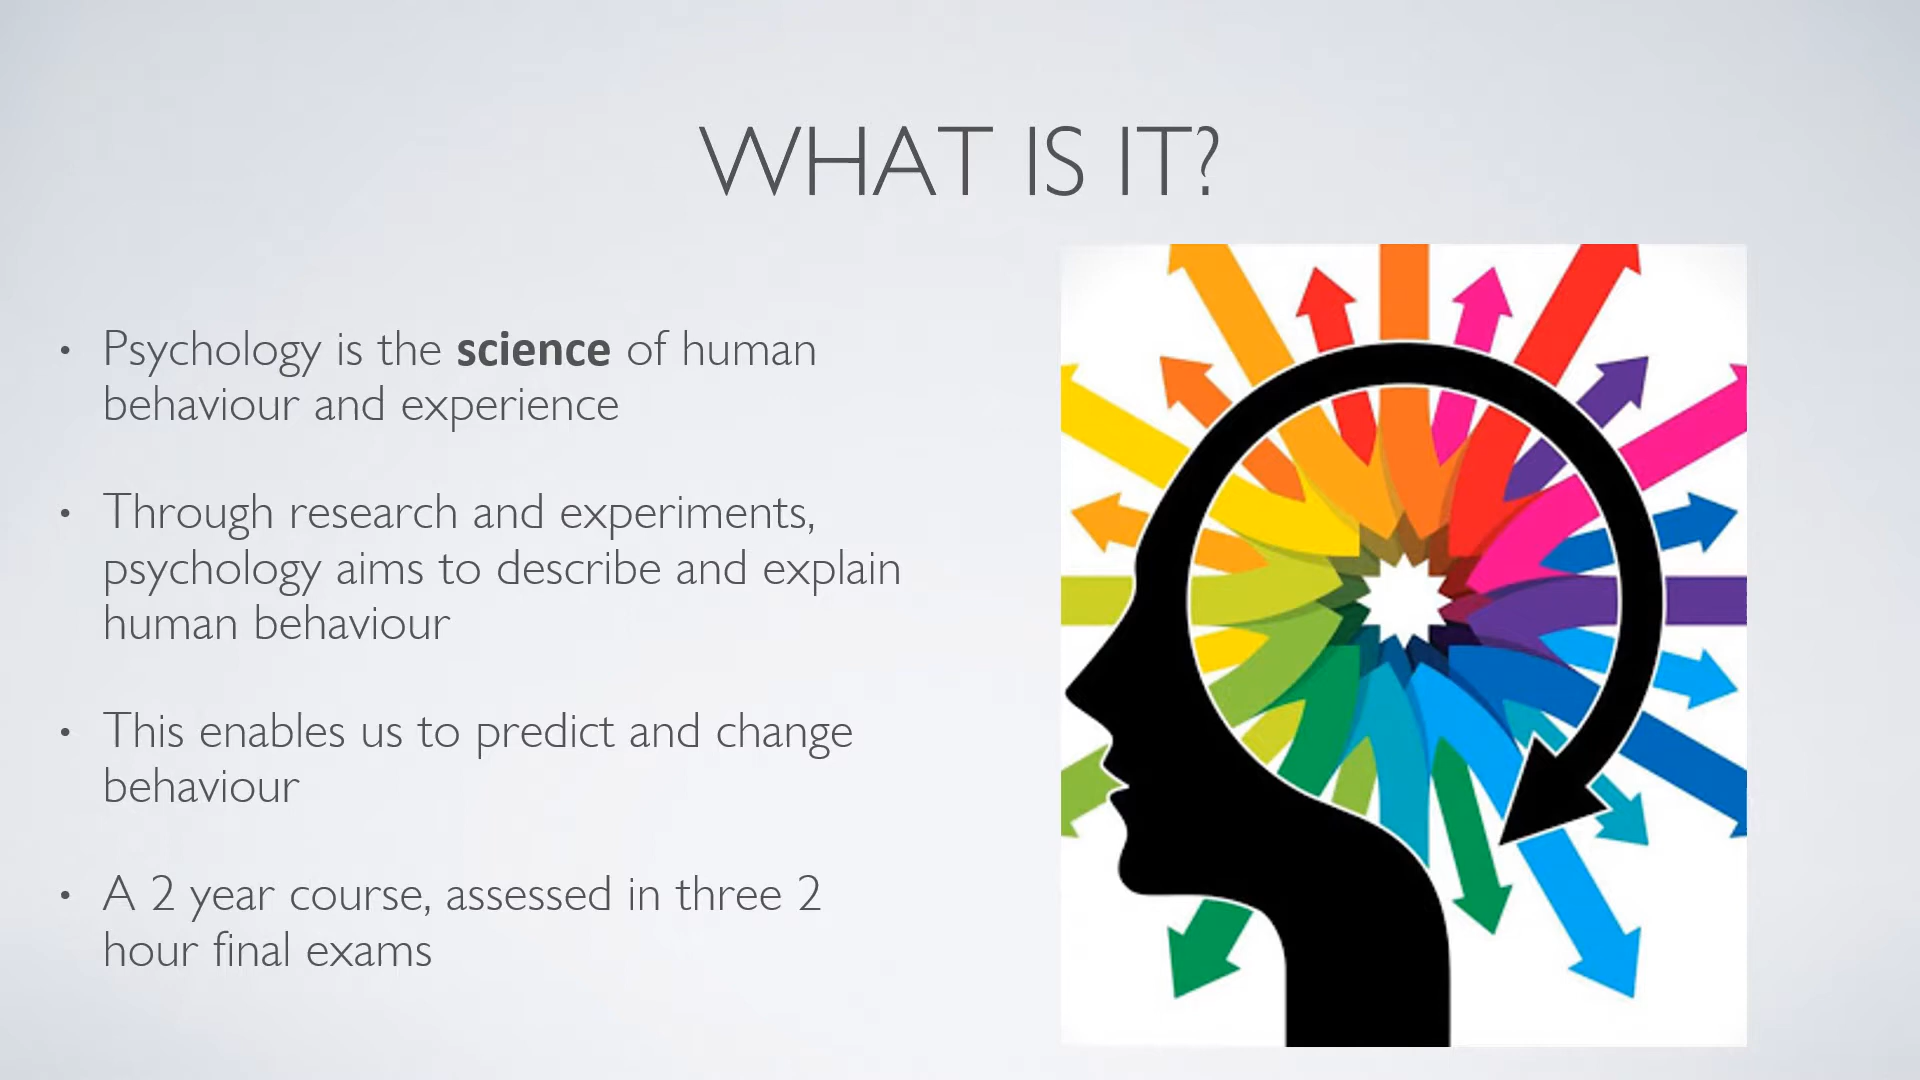 WHAT IS IT?
• Psychology is the science of human
behaviour and experience
• Through research and experiments,
psychology aims to describe and explain
human behaviour
• This enables us to predict and change
behaviour
• A 2 year course, assessed in three 2
hour final exams